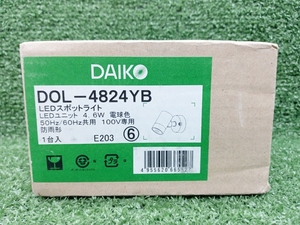 DAIKO
DOL-4824YB
LEDスポットライト
LEDユニット 4.6W 電球色
50Hz/60Hz共用 100V専用
防雨形
1台入 E203 ⑥